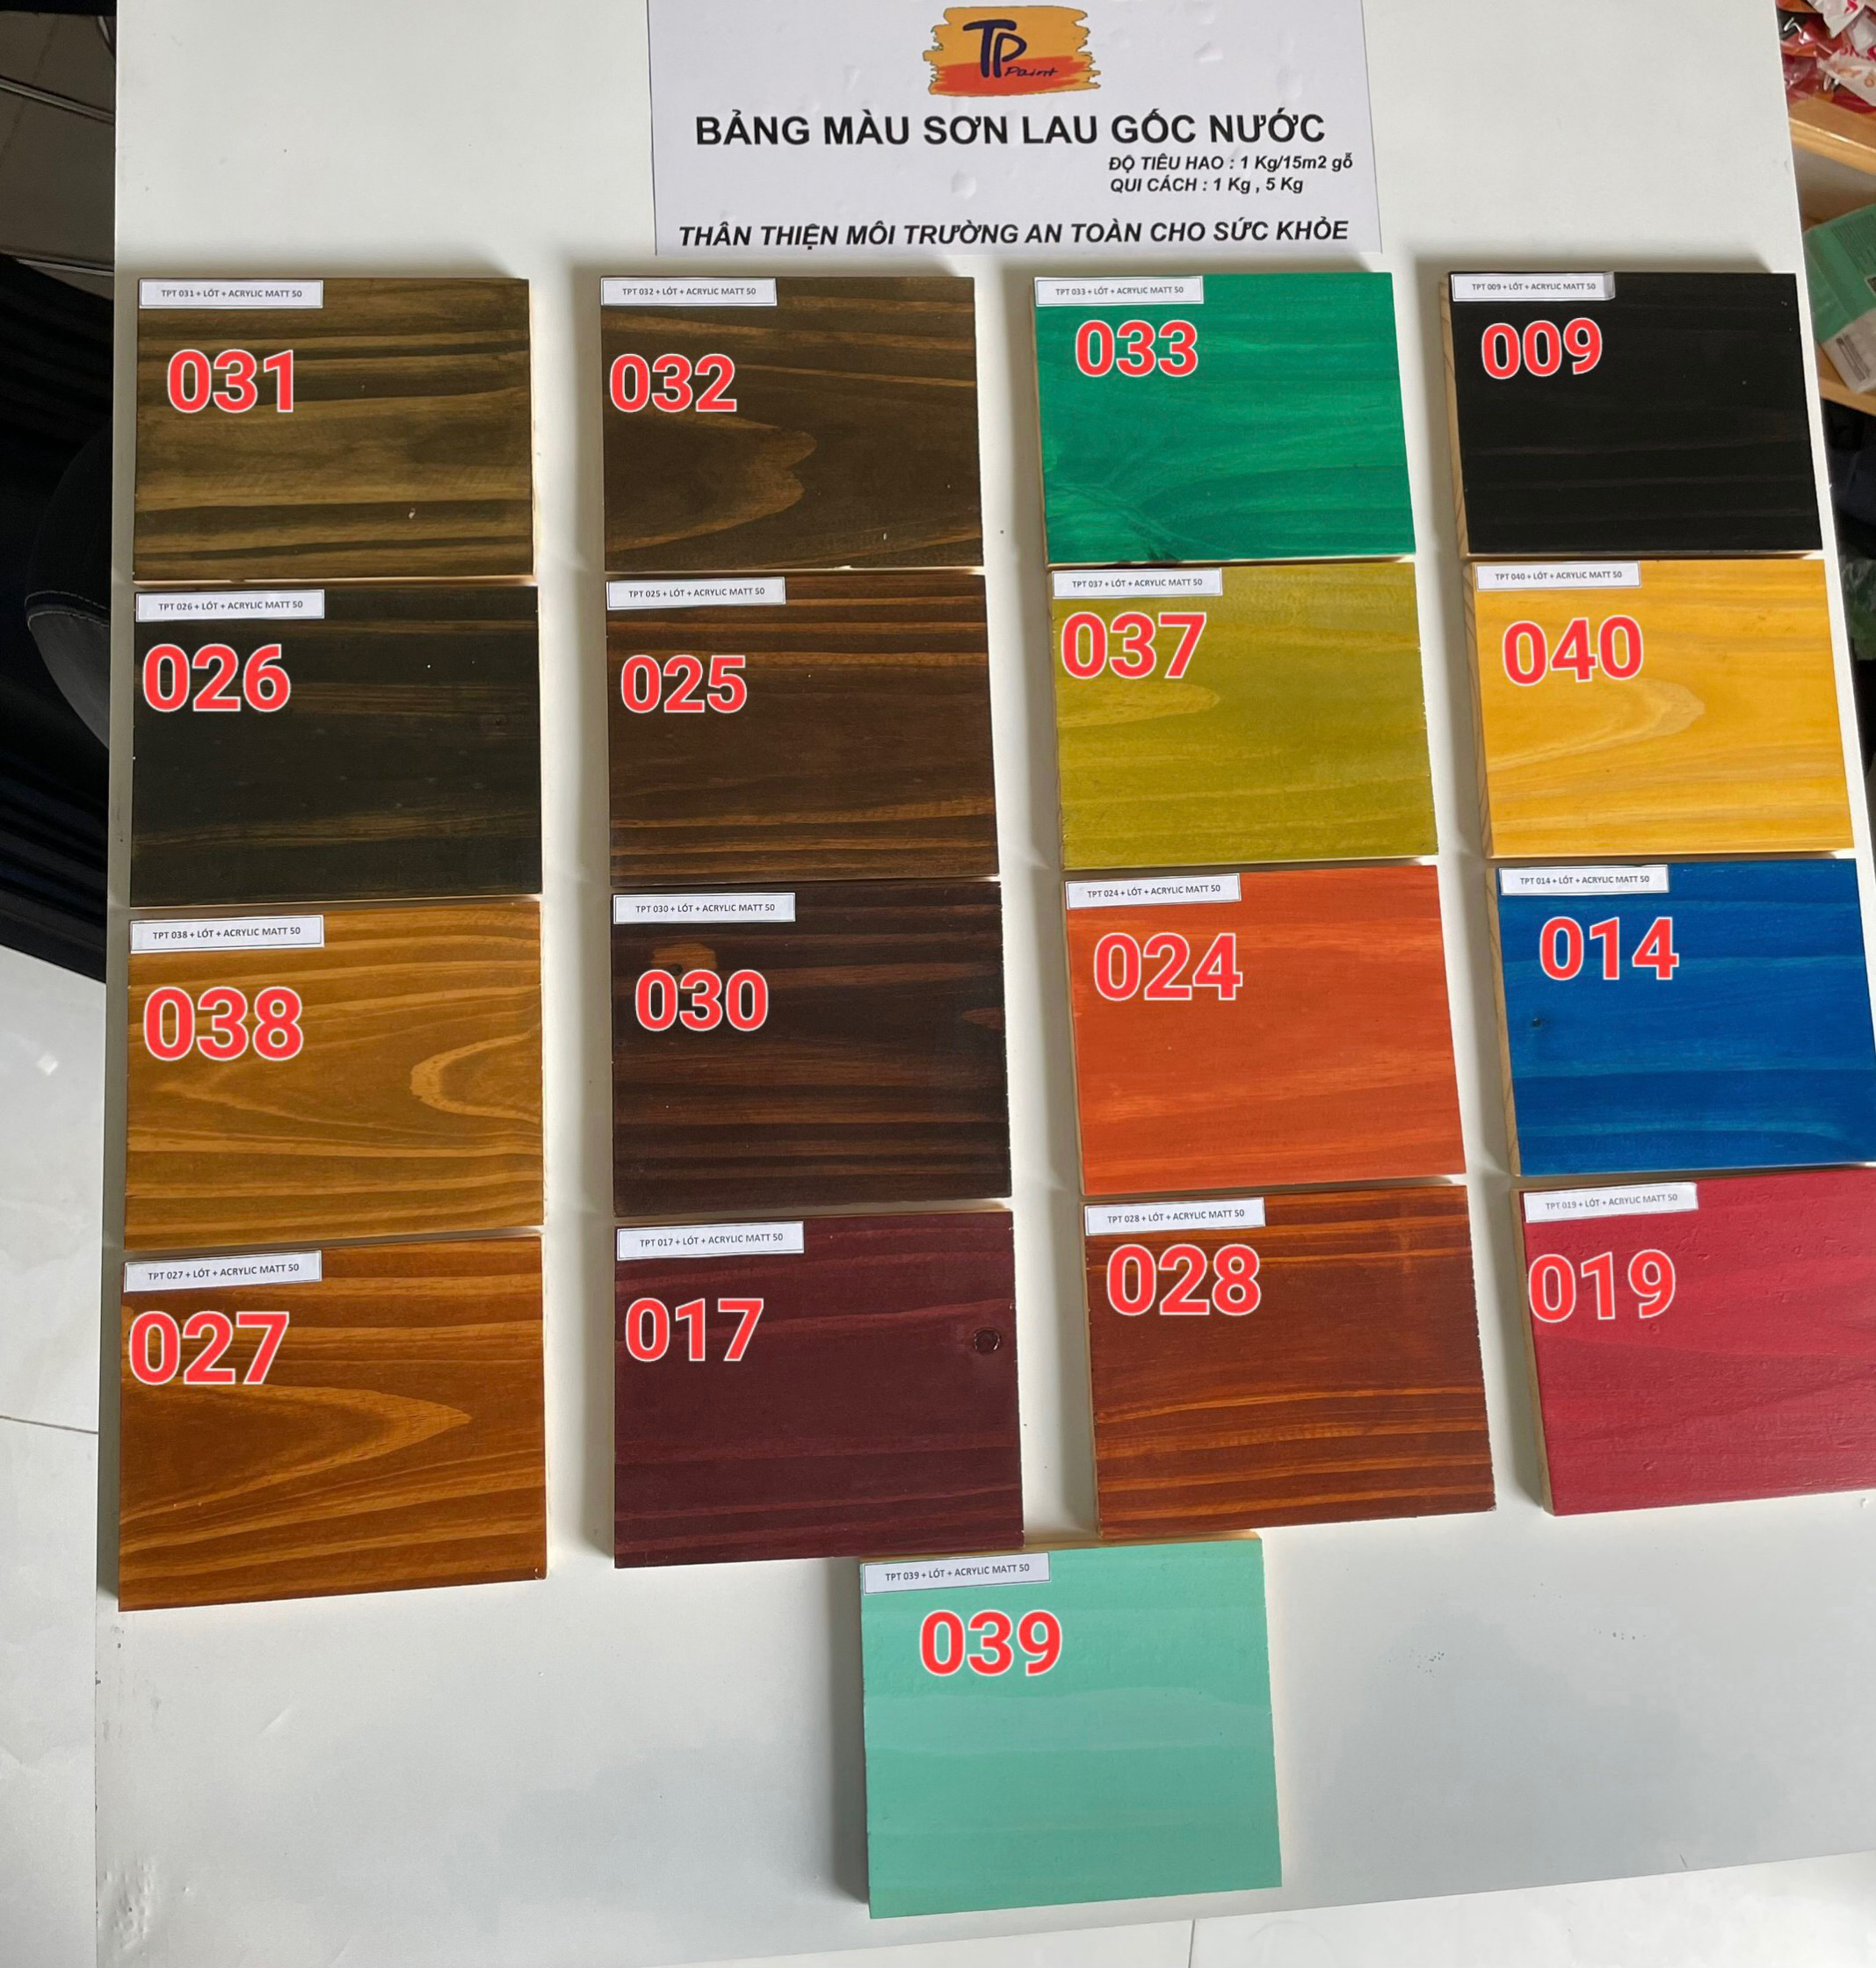 TP
Paint
BẢNG MÀU SƠN LAU GỐC NƯỚC
ĐỘ TIÊU HAO : 1 Kg/15m2 gỗ
QUI CÁCH : 1 Kg , 5 Kg
THÂN THIỆN MÔI TRƯỜNG AN TOÀN CHO SỨC KHỎE
TPT 031 + LÓT + ACRYLIC MATT 50
031
TPT 032 + LÓT + ACRYLIC MATT 50
032
TPT 033 + LÓT + ACRYLIC MATT 50
033
TPT 009 + LÓT + ACRYLIC MATT 50
009
TPT 026 + LÓT + ACRYLIC MATT 50
026
TPT 025 + LÓT + ACRYLIC MATT 50
025
TPT 037 + LÓT + ACRYLIC MATT 50
037
TPT 040 + LÓT + ACRYLIC MATT 50
040
TPT 038 + LÓT + ACRYLIC MATT 50
038
TPT 030 + LÓT + ACRYLIC MATT 50
030
TPT 024 + LÓT + ACRYLIC MATT 50
024
TPT 014 + LÓT + ACRYLIC MATT 50
014
TPT 027 + LÓT + ACRYLIC MATT 50
027
TPT 017 + LÓT + ACRYLIC MATT 50
017
TPT 028 + LÓT + ACRYLIC MATT 50
028
TPT 019 + LÓT + ACRYLIC MATT 50
019
TPT 039 + LÓT + ACRYLIC MATT 50
039